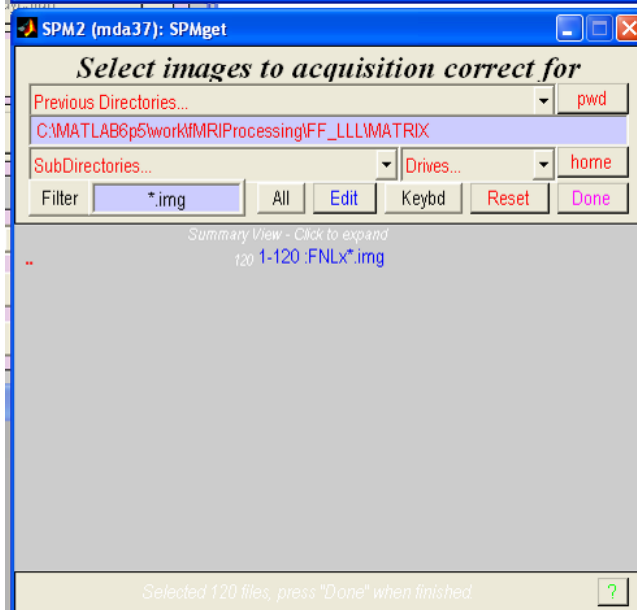 SPM2 (mda37): SPMget
Select images to acquisition correct for
Previous Directories... pwd
C:\MATLAB6p5\work\fMRIProcessing\FF_LLL\MATRIX
SubDirectories... Drives... home
Filter *.img All Edit Keybd Reset Done
Summary View - Click to expand
..
120 1-120 :FNLx*.img
Selected 120 files, press "Done" when finished.
?